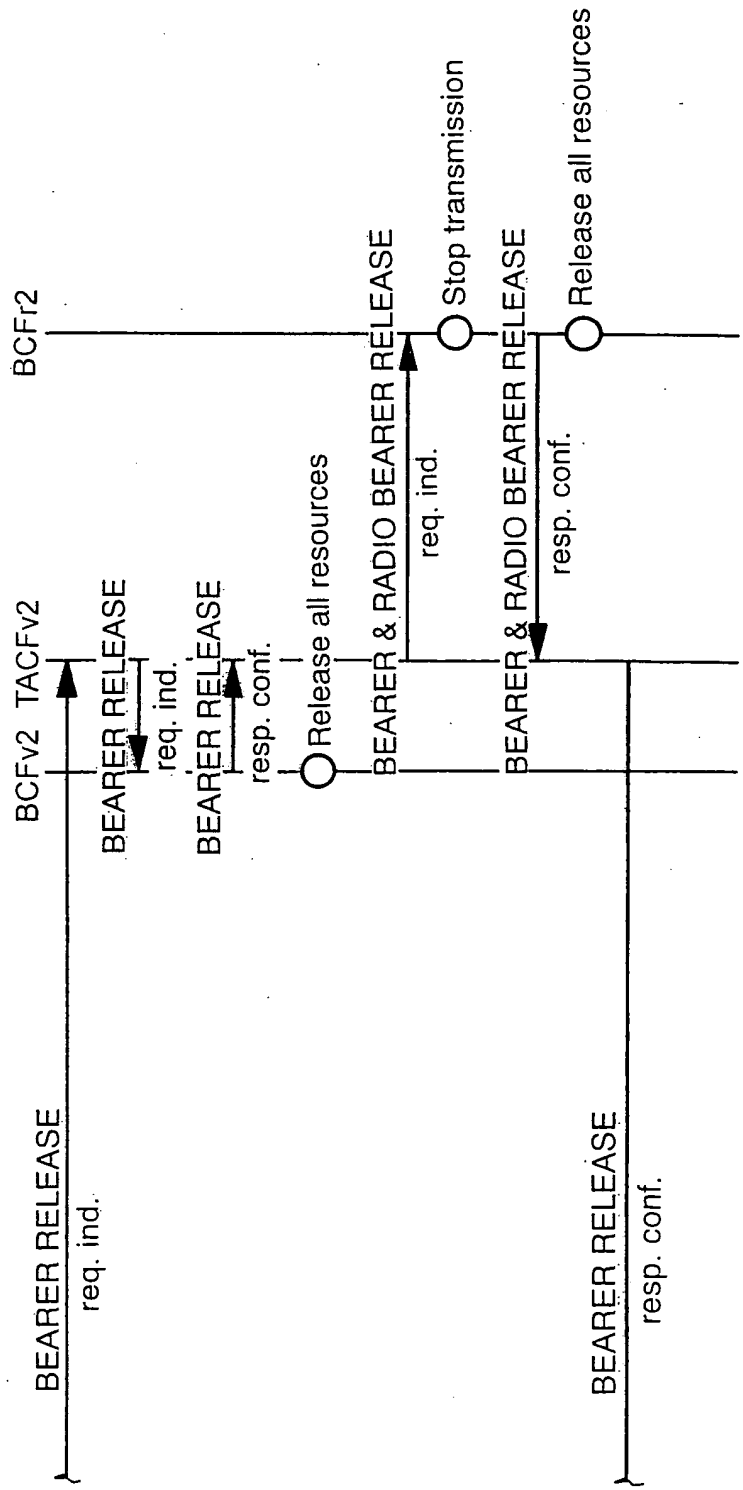 BCFv2
TACFv2
BCFr2
BEARER RELEASE
req. ind.
BEARER RELEASE
req. ind.
BEARER RELEASE
resp. conf.
Release all resources
BEARER & RADIO BEARER RELEASE
req. ind.
Stop transmission
BEARER & RADIO BEARER RELEASE
resp. conf.
Release all resources
BEARER RELEASE
resp. conf.